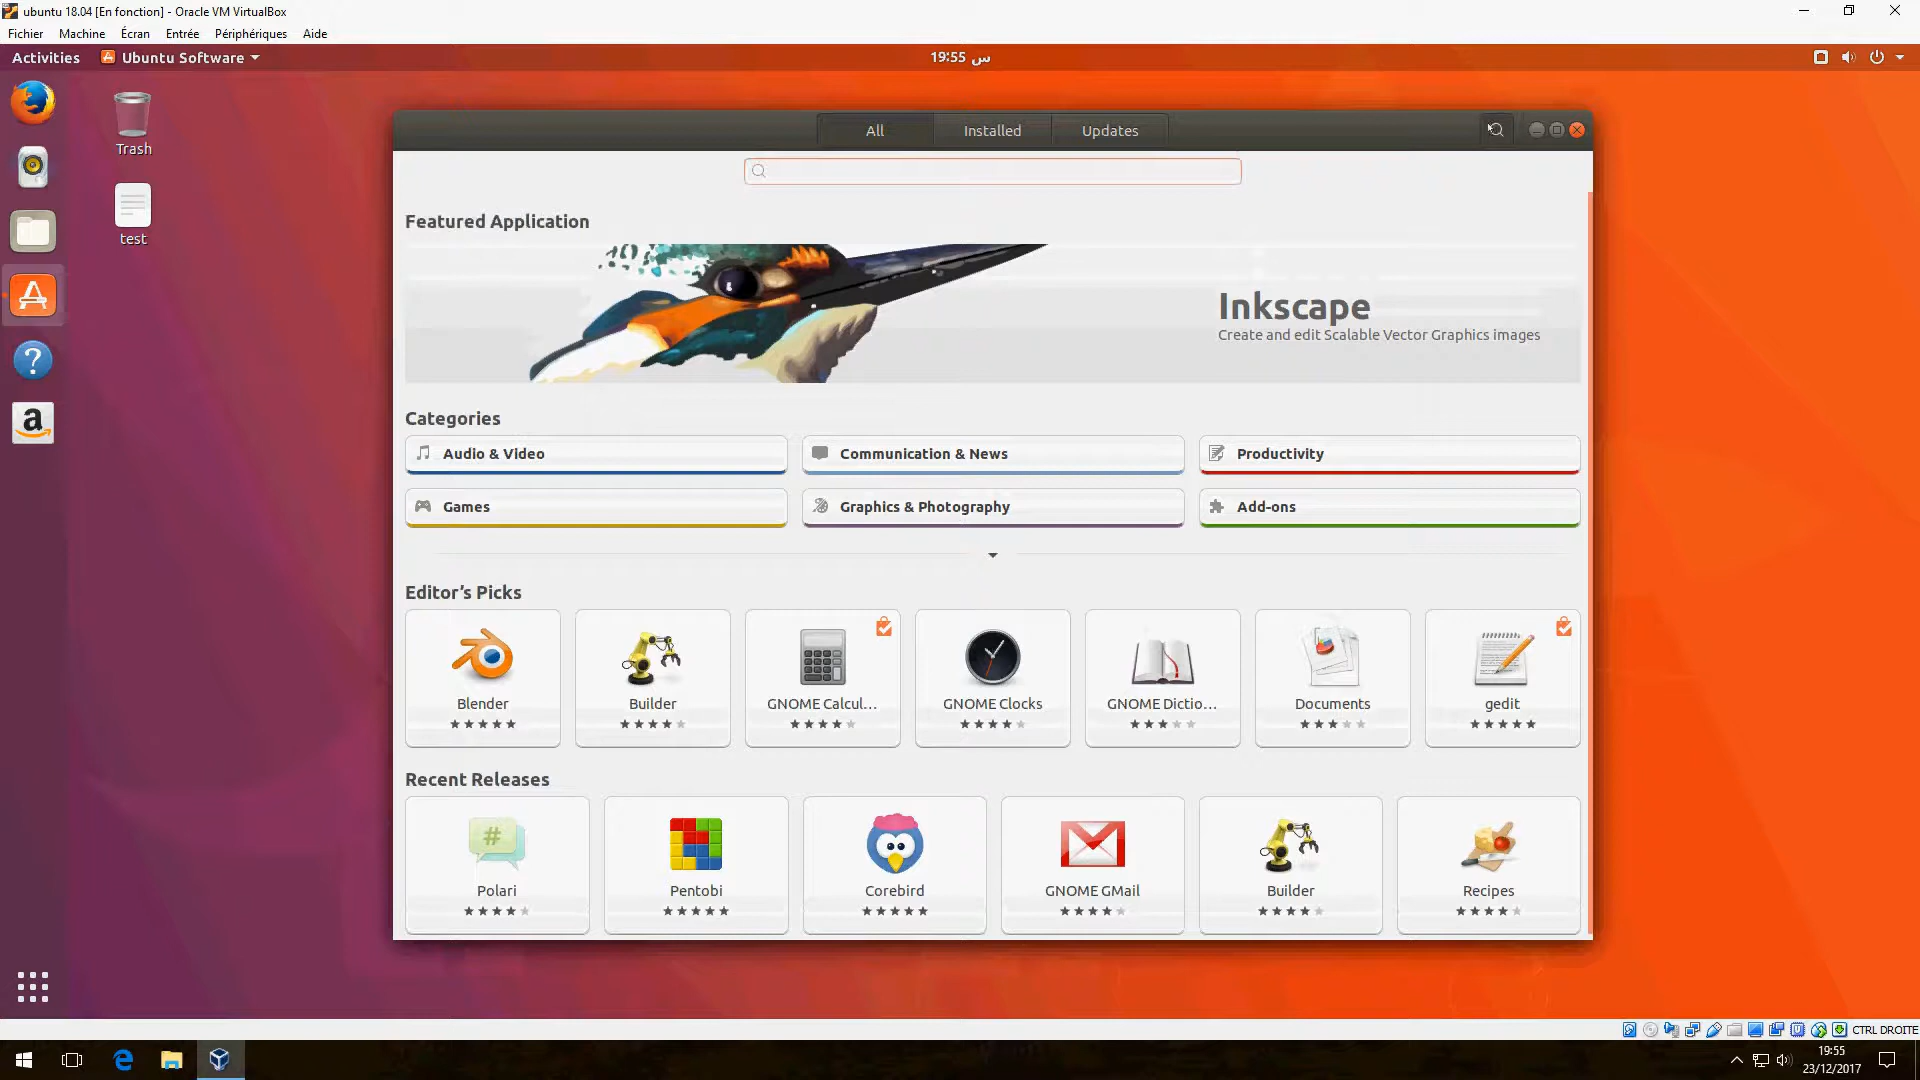 ubuntu 18.04 [En fonction] - Oracle VM VirtualBox
Fichier Machine Écran Entrée Périphériques Aide
Activities Ubuntu Software س 19:55
Trash
test
All Installed Updates
Featured Application
Inkscape
Create and edit Scalable Vector Graphics images
Categories
Audio & Video Communication & News Productivity
Games Graphics & Photography Add-ons
Editor’s Picks
Blender Builder GNOME Calcul... GNOME Clocks GNOME Dictio... Documents gedit
Recent Releases
Polari Pentobi Corebird GNOME GMail Builder Recipes
CTRL DROITE
19:55
23/12/2017